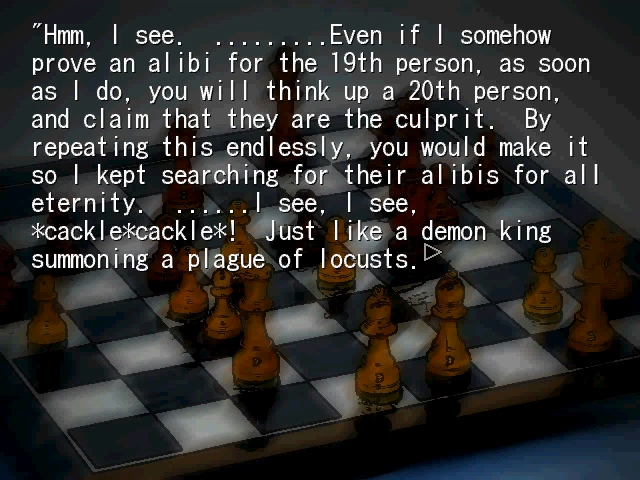 "Hmm, I see.  .........Even if I somehow
prove an alibi for the 19th person, as soon
as I do, you will think up a 20th person,
and claim that they are the culprit.  By
repeating this endlessly, you would make it
so I kept searching for their alibis for all
eternity.  ......I see, I see,
*cackle*cackle*!  Just like a demon king
summoning a plague of locusts.